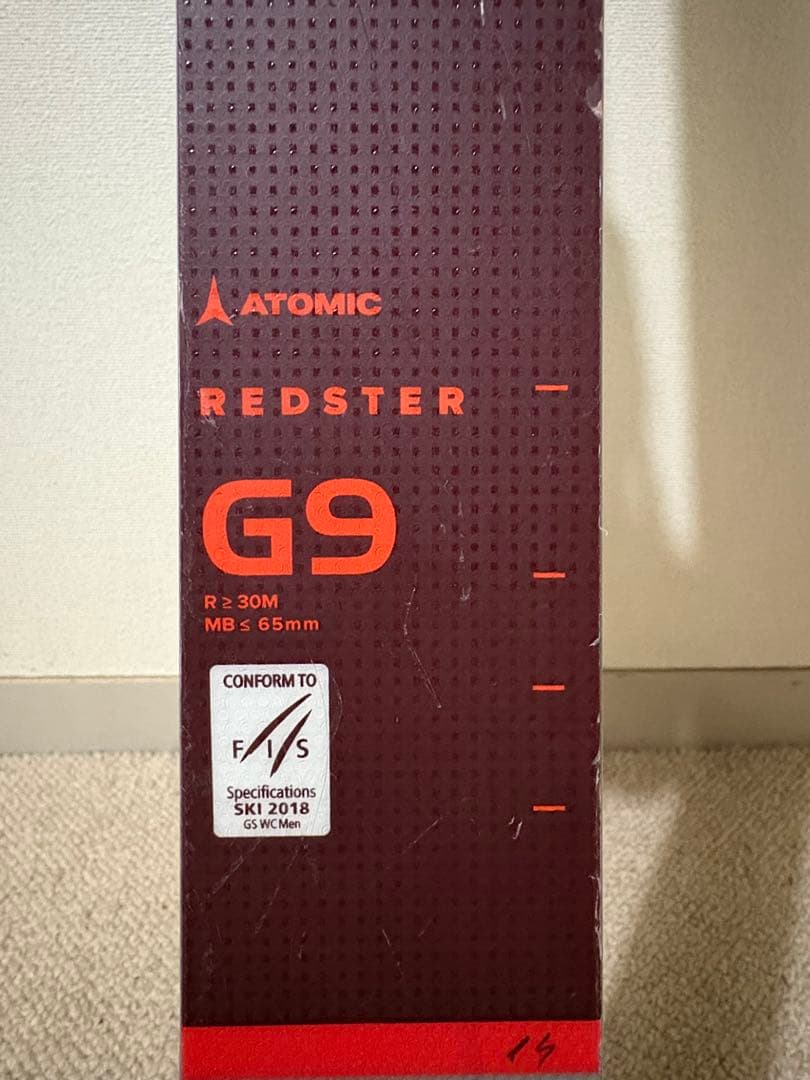 ATOMIC
REDSTER
G9
R ≥ 30M
MB ≤ 65mm
CONFORM TO
FIS
Specifications
SKI 2018
GS WC Men